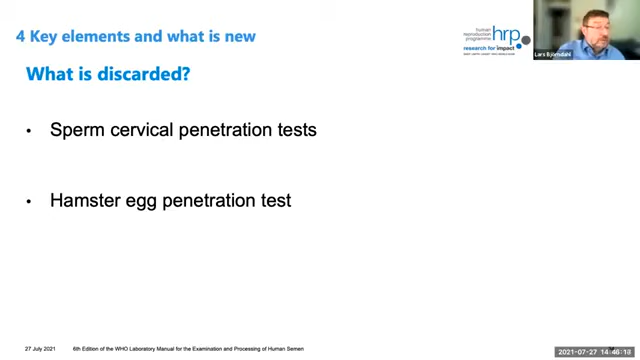 4 Key elements and what is new
human
reproduction
programme
hrp
research for impact
Lars Björndahl
What is discarded?
• Sperm cervical penetration tests
• Hamster egg penetration test
27 July 2021
6th Edition of the WHO Laboratory Manual for the Examination and Processing of Human Semen
2021-07-27 14:46:18